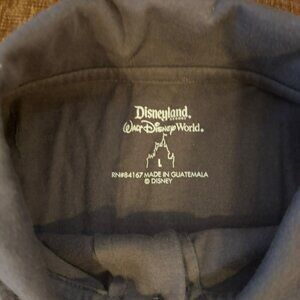 Disneyland
RESORT
Walt Disney World®
L
RN#84167 MADE IN GUATEMALA
© DISNEY